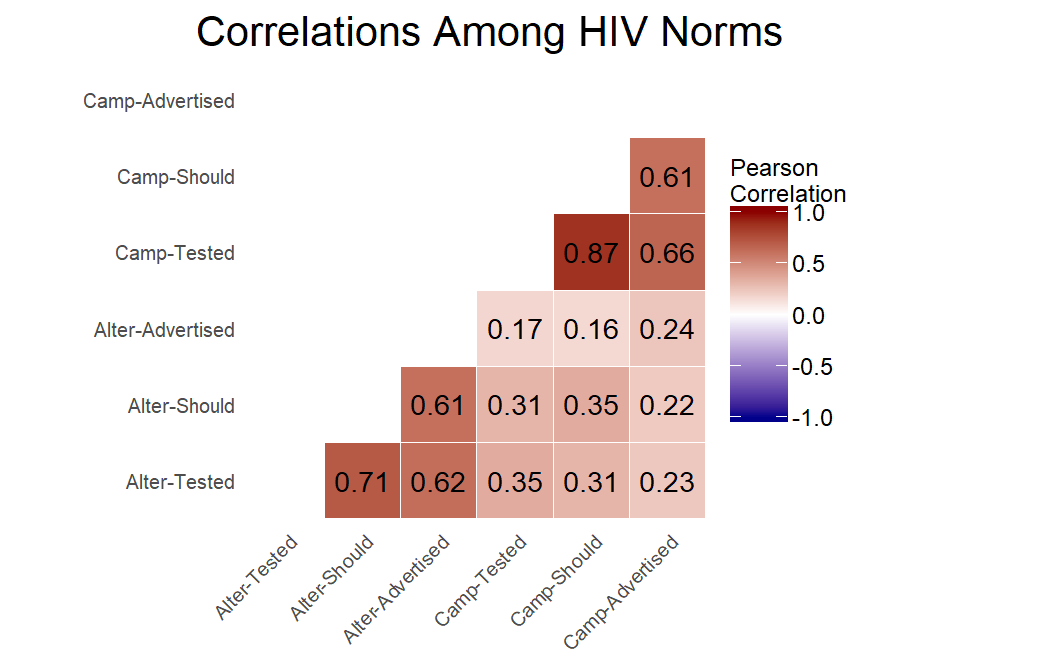 Correlations Among HIV Norms
Camp-Advertised
Camp-Should
0.61
Camp-Tested
0.87 0.66
Alter-Advertised
0.17 0.16 0.24
Alter-Should
0.61 0.31 0.35 0.22
Alter-Tested
0.71 0.62 0.35 0.31 0.23
Alter-Tested
Alter-Should
Alter-Advertised
Camp-Tested
Camp-Should
Camp-Advertised
Pearson
Correlation
1.0
0.5
0.0
-0.5
-1.0